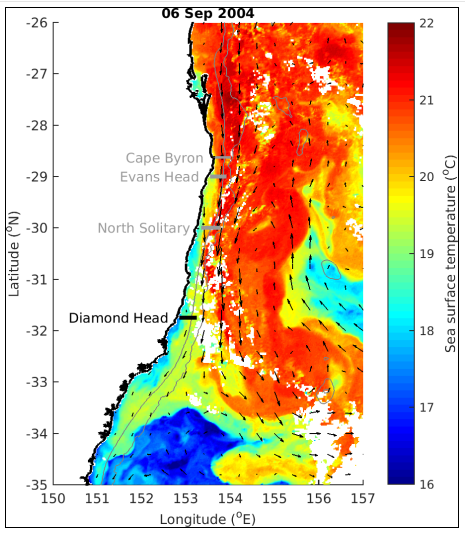 06 Sep 2004
-26
-27
-28
-29
-30
-31
-32
-33
-34
-35
Latitude (°N)
Cape Byron
Evans Head
North Solitary
Diamond Head
150 151 152 153 154 155 156 157
Longitude (°E)
22
21
20
19
18
17
16
Sea surface temperature (°C)